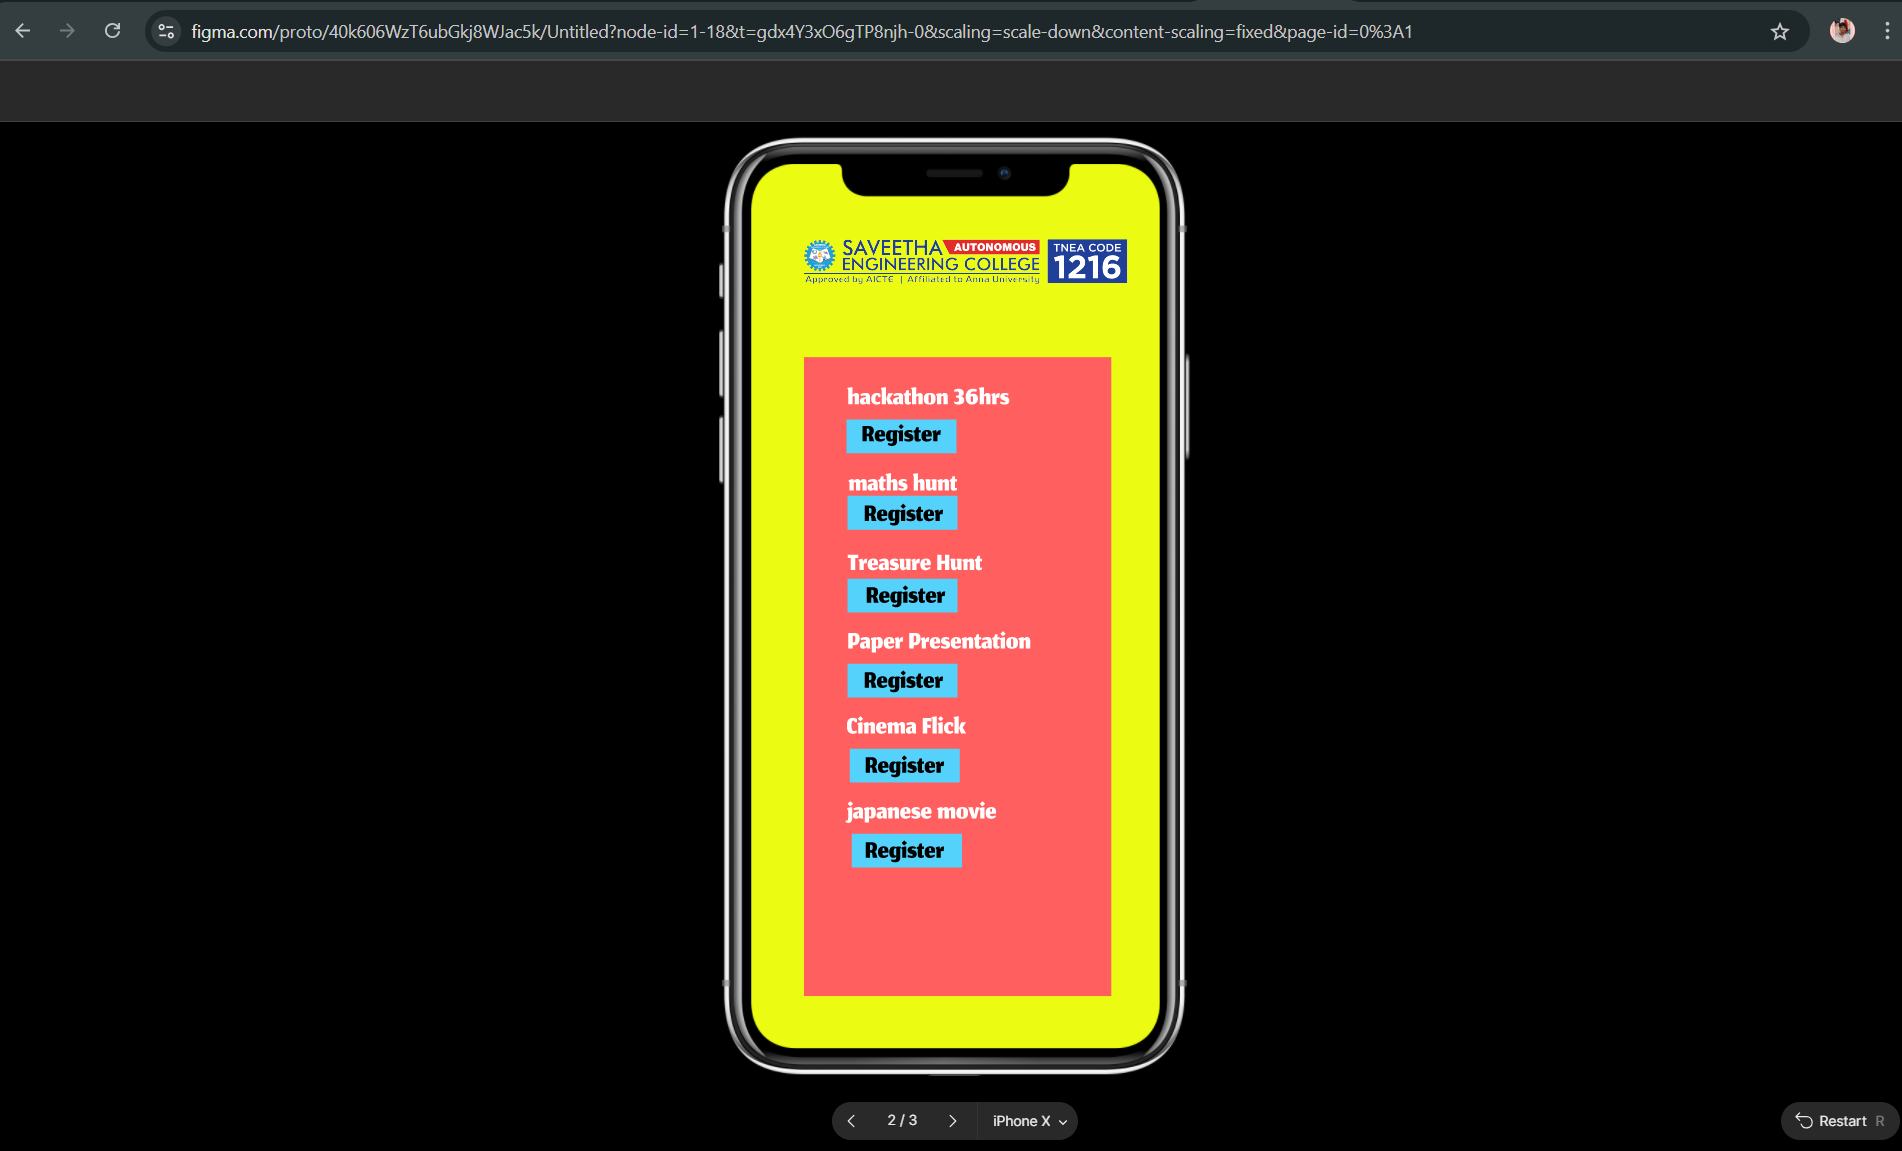 figma.com/proto/40k606WzT6ubGkj8WJac5k/Untitled?node-id=1-18&t=gdx4Y3xO6gTP8njh-0&scaling=scale-down&content-scaling=fixed&page-id=0%3A1
SAVEETHA AUTONOMOUS
ENGINEERING COLLEGE
Approved by AICTE | Affiliated to Anna University
TNEA CODE
1216
hackathon 36hrs
Register
maths hunt
Register
Treasure Hunt
Register
Paper Presentation
Register
Cinema Flick
Register
japanese movie
Register
2 / 3
iPhone X
Restart R